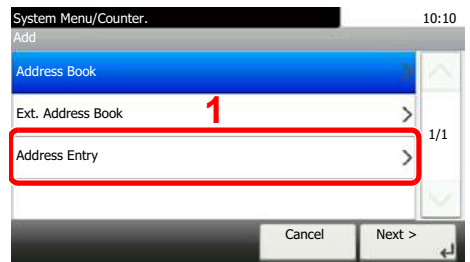 System Menu/Counter. 10:10
Add
Address Book
Ext. Address Book 1
1/1
Address Entry
Cancel Next >